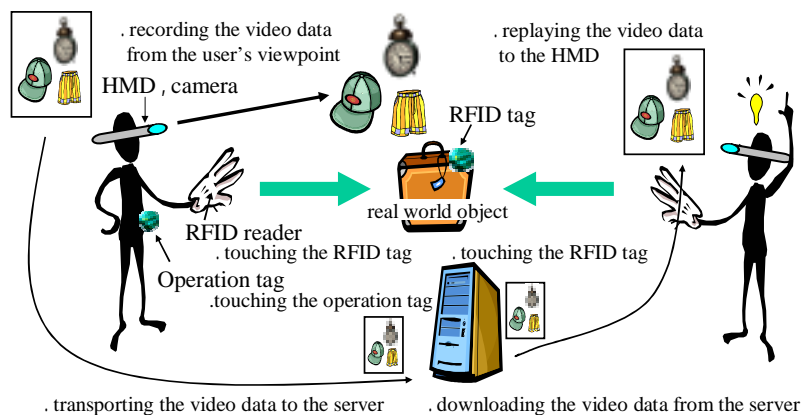 . recording the video data
from the user's viewpoint
HMD , camera
. replaying the video data
to the HMD
RFID tag
real world object
RFID reader
Operation tag
. touching the RFID tag
.touching the operation tag
. touching the RFID tag
. transporting the video data to the server
. downloading the video data from the server